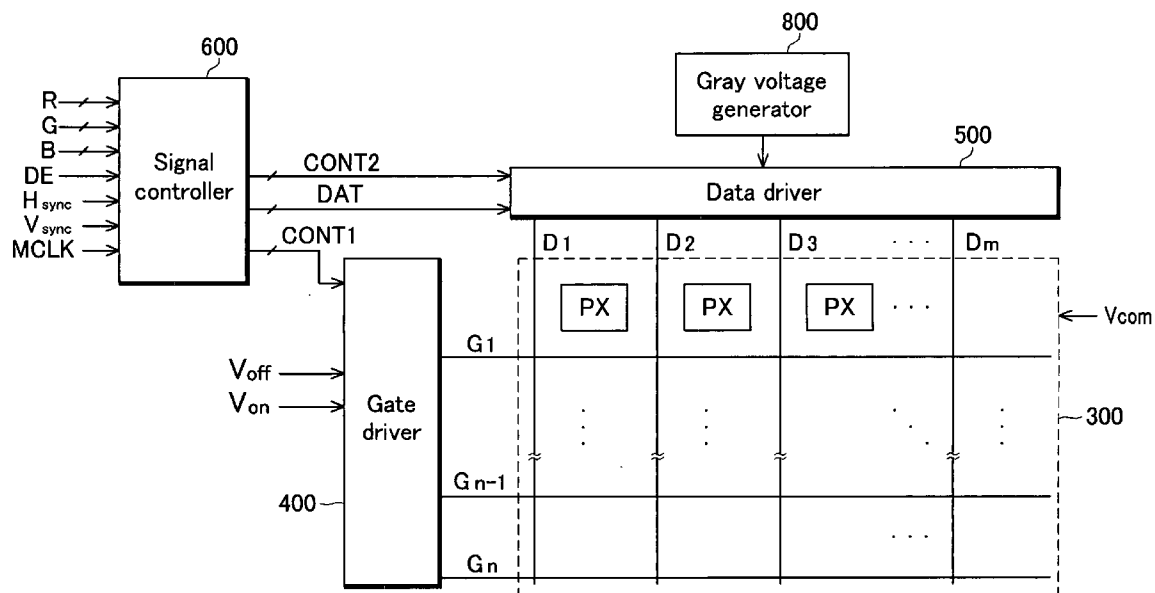 600
800
R
G
B
DE
Hsync
Vsync
MCLK
Signal
controller
Gray voltage
generator
500
CONT2
DAT
CONT1
Data driver
D1 D2 D3 ··· Dm
PX PX PX ···
Vcom
G1
Voff
Von
Gate
driver
300
400
Gn-1
Gn